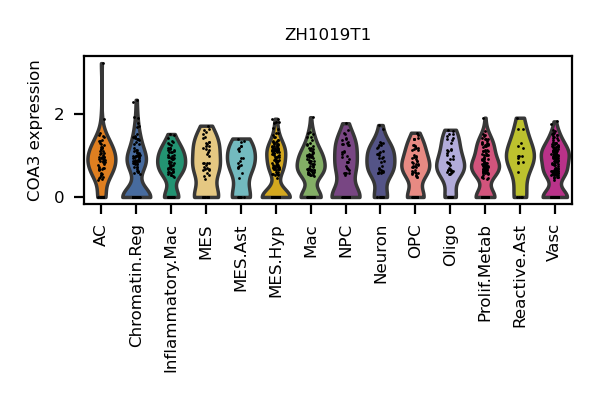 ZH1019T1
COA3 expression
2
0
AC
Chromatin.Reg
Inflammatory.Mac
MES
MES.Ast
MES.Hyp
Mac
NPC
Neuron
OPC
Oligo
Prolif.Metab
Reactive.Ast
Vasc